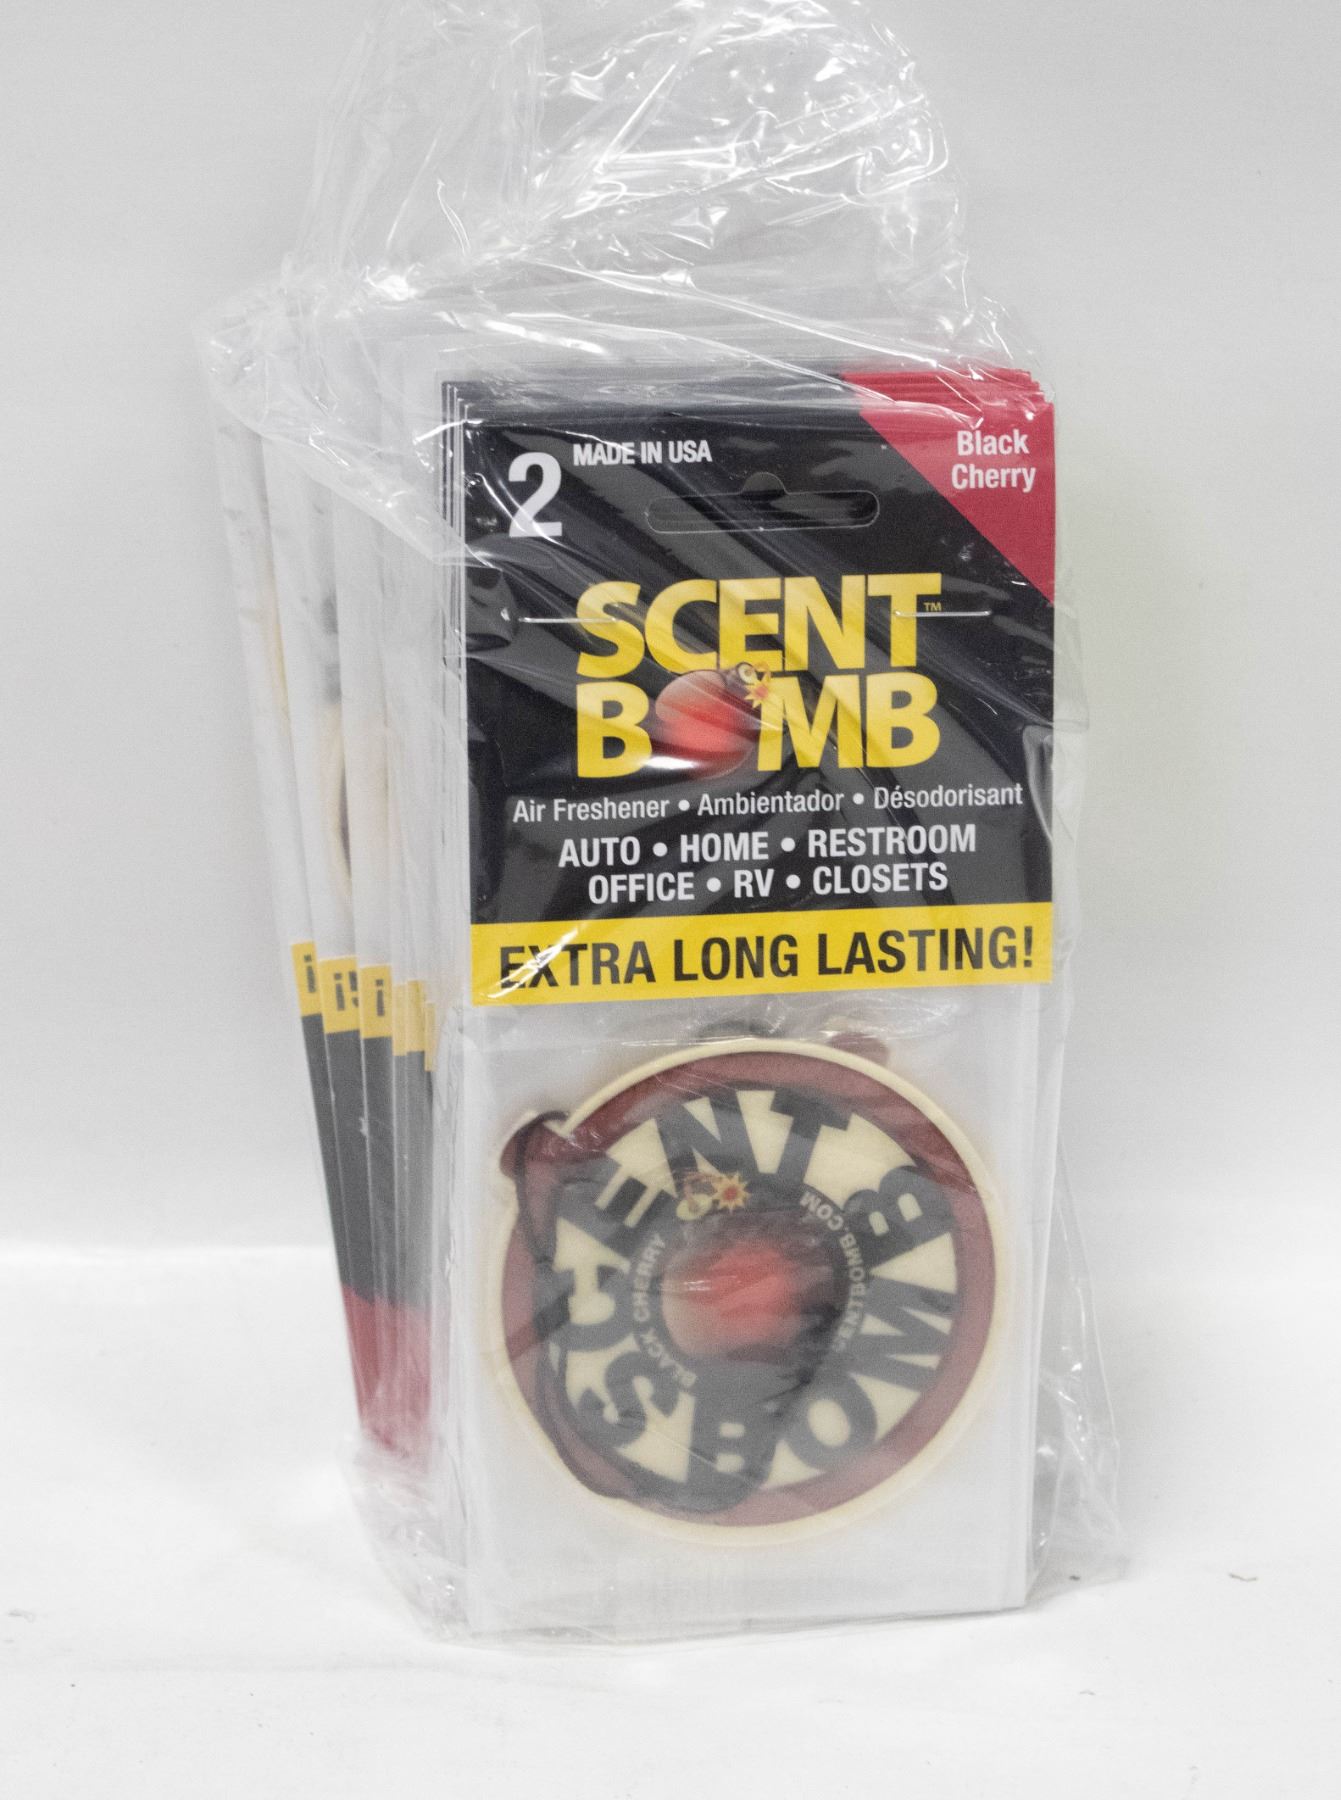 2
MADE IN USA
Black
Cherry
SCENT™
BOMB
Air Freshener • Ambientador • Désodorisant
AUTO • HOME • RESTROOM
OFFICE • RV • CLOSETS
EXTRA LONG LASTING!
SCENT BOMB
BLACK CHERRY
SCENTBOMB.COM
SB
¡
¡S
¡